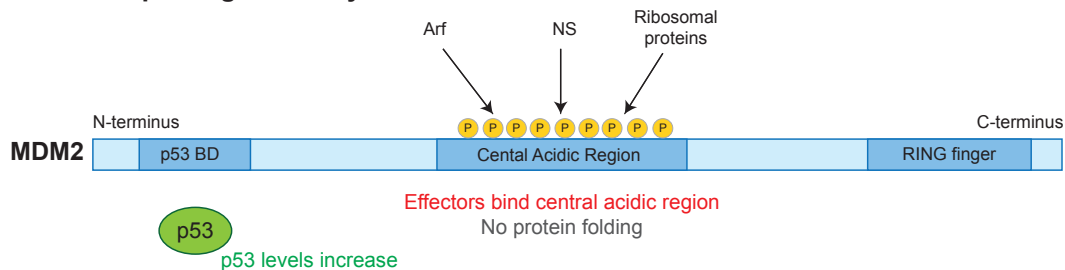 Arf
NS
Ribosomal
proteins
P P P P P P P P P
N-terminus
C-terminus
MDM2
p53 BD
Cental Acidic Region
RING finger
Effectors bind central acidic region
No protein folding
p53
p53 levels increase